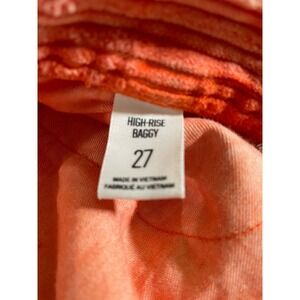 HIGH-RISE
BAGGY
27
MADE IN VIETNAM
FABRIQUÉ AU VIETNAM